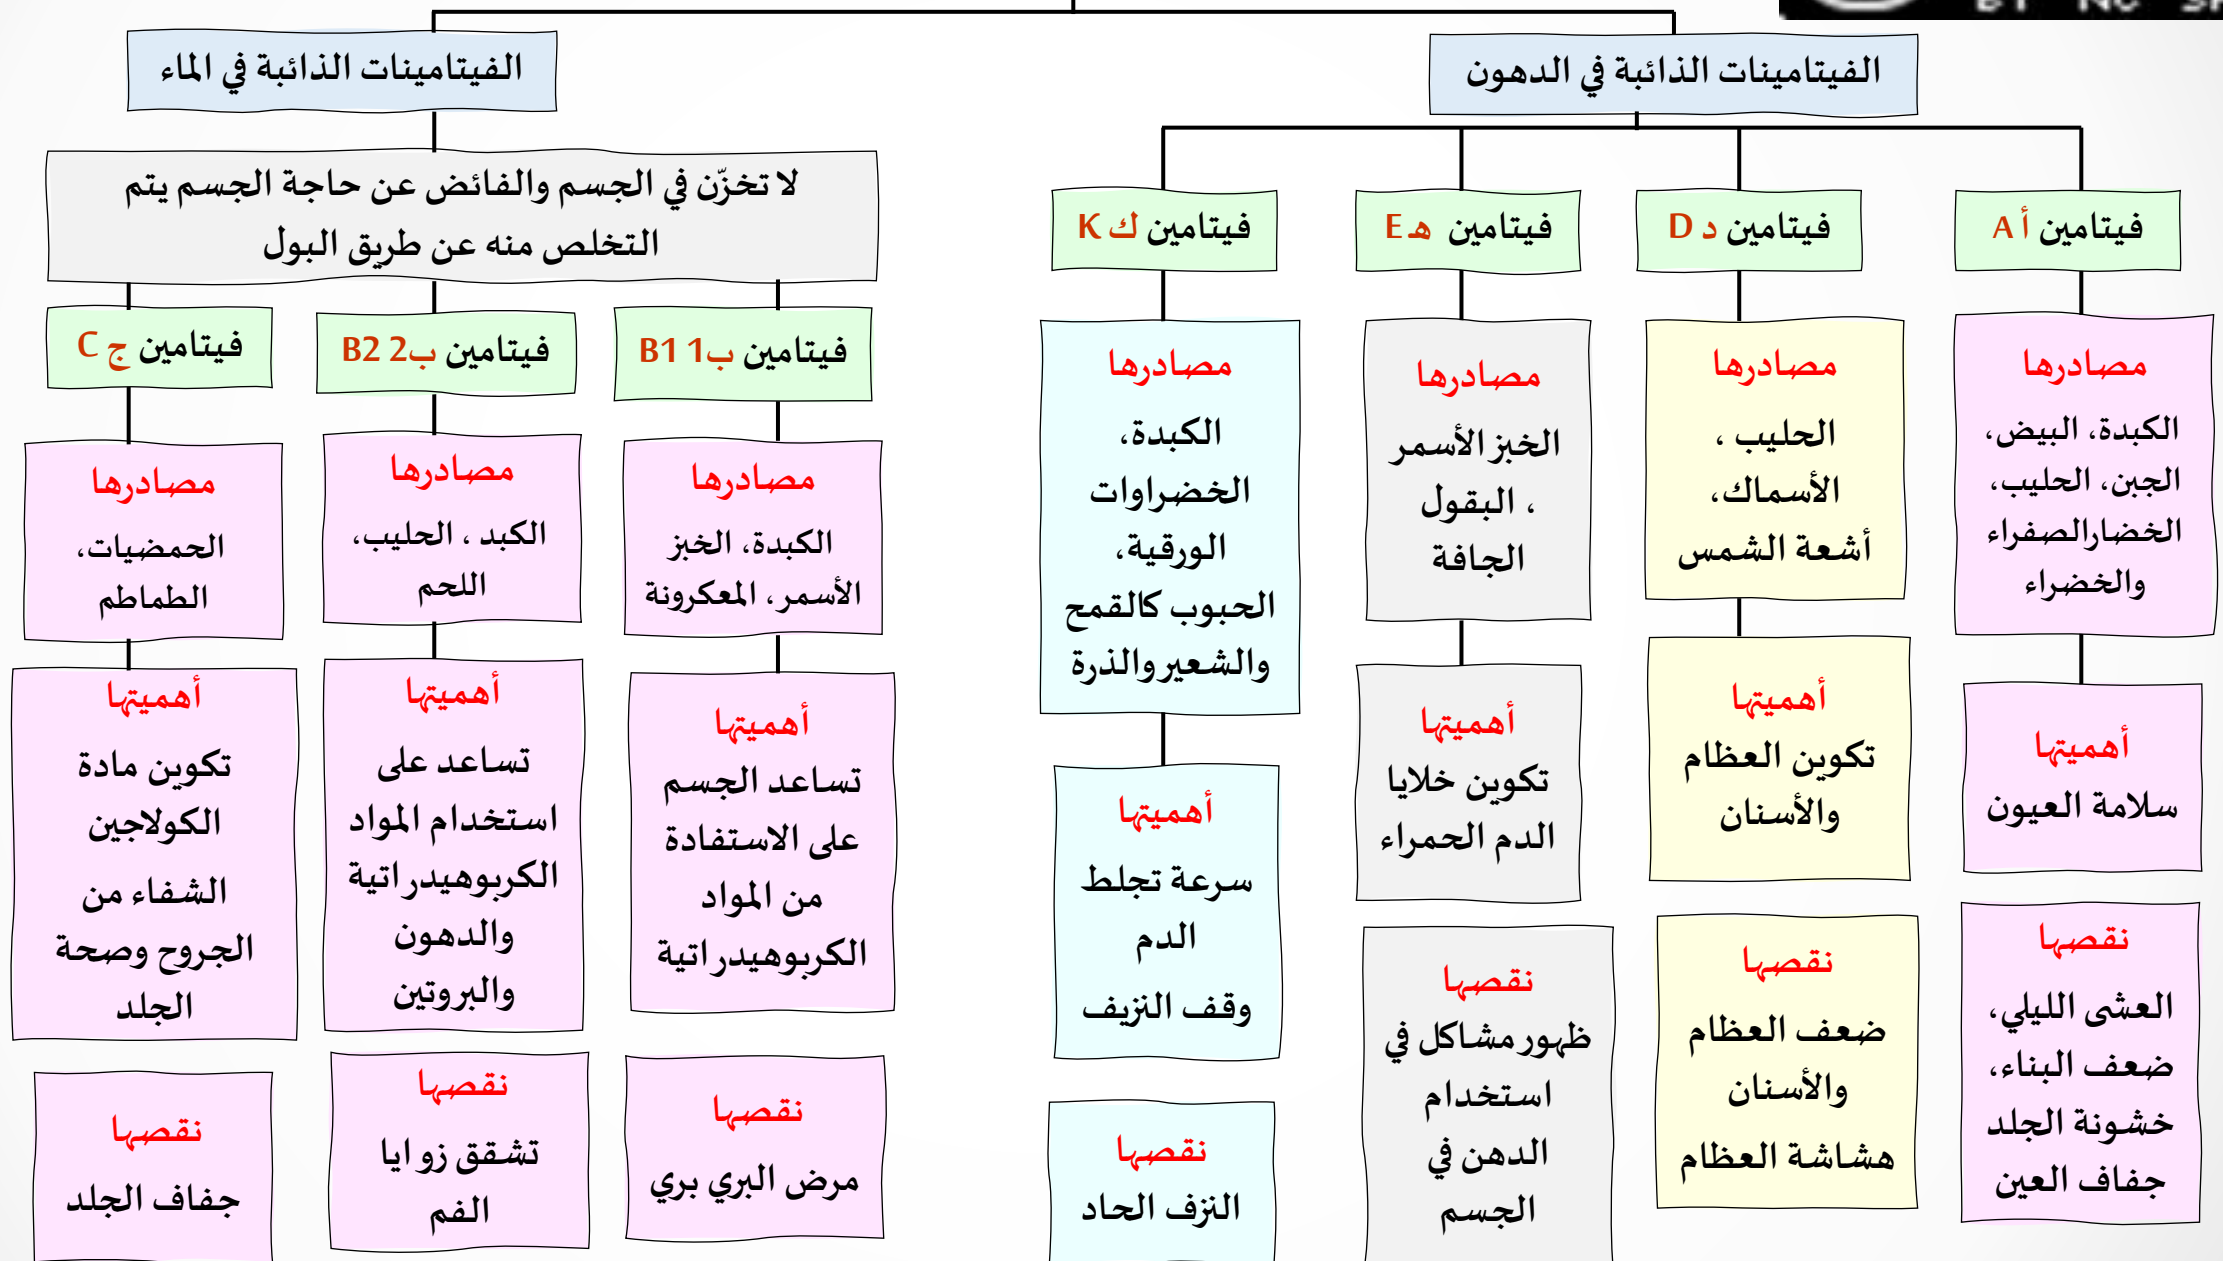 الفيتامينات الذائبة في الدهون
فيتامين أ A
مصادرها
الكبدة، البيض،
الجبن، الحليب،
الخضارالصفراء
والخضراء
أهميتها
سلامة العيون
نقصها
العشى الليلي،
ضعف البناء،
خشونة الجلد
جفاف العين
فيتامين د D
مصادرها
الحليب ،
الأسماك،
أشعة الشمس
أهميتها
تكوين العظام
والأسنان
نقصها
ضعف العظام
والأسنان
هشاشة العظام
فيتامين هـ E
مصادرها
الخبز الأسمر
، البقول
الجافة
أهميتها
تكوين خلايا
الدم الحمراء
نقصها
ظهور مشاكل في
استخدام
الدهن في
الجسم
فيتامين ك K
مصادرها
الكبدة،
الخضراوات
الورقية،
الحبوب كالقمح
والشعير والذرة
أهميتها
سرعة تجلط
الدم
وقف النزيف
نقصها
النزف الحاد
الفيتامينات الذائبة في الماء
لا تخزّن في الجسم والفائض عن حاجة الجسم يتم
التخلص منه عن طريق البول
فيتامين ب1 B1
مصادرها
الكبدة، الخبز
الأسمر، المعكرونة
أهميتها
تساعد الجسم
على الاستفادة
من المواد
الكربوهيدراتية
نقصها
مرض البري بري
فيتامين ب2 B2
مصادرها
الكبد ، الحليب،
اللحم
أهميتها
تساعد على
استخدام المواد
الكربوهيدراتية
والدهون
والبروتين
نقصها
تشقق زوايا
الفم
فيتامين ج C
مصادرها
الحمضيات،
الطماطم
أهميتها
تكوين مادة
الكولاجين
الشفاء من
الجروح وصحة
الجلد
نقصها
جفاف الجلد